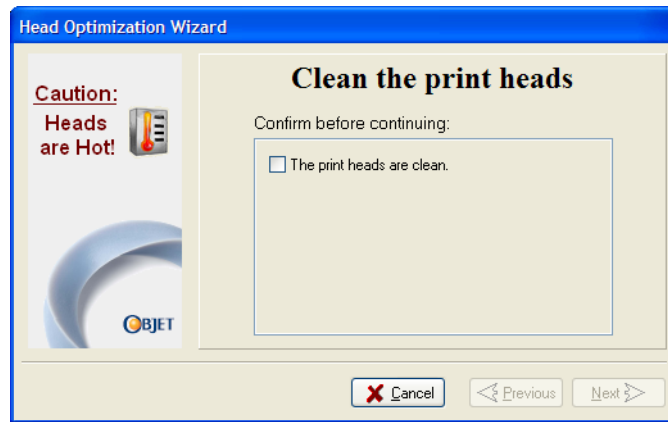 Head Optimization Wizard
Caution:
Heads
are Hot!
OBJET
Clean the print heads
Confirm before continuing:
The print heads are clean.
Cancel
Previous
Next